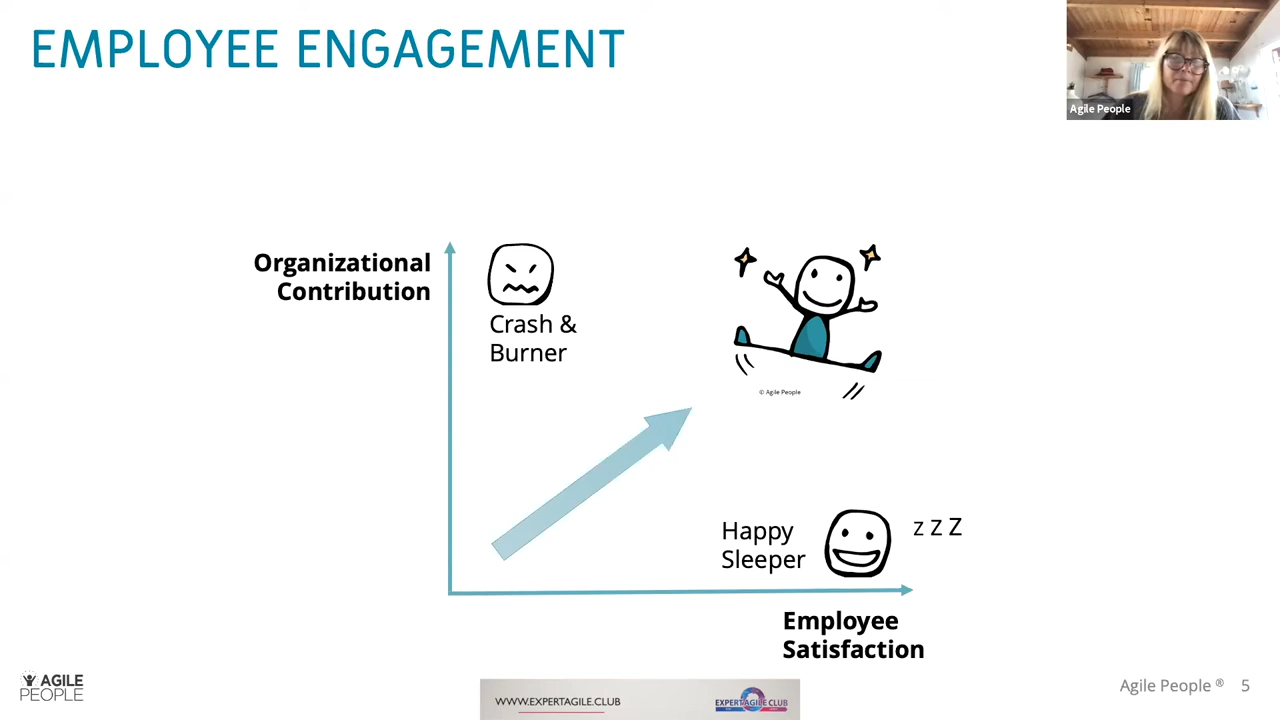 EMPLOYEE ENGAGEMENT
Agile People
Organizational
Contribution
Crash &
Burner
© Agile People
Happy
Sleeper
z z z
Employee
Satisfaction
AGILE
PEOPLE
WWW.EXPERTAGILE.CLUB
EXPERTAGILE CLUB
Agile People ® 5